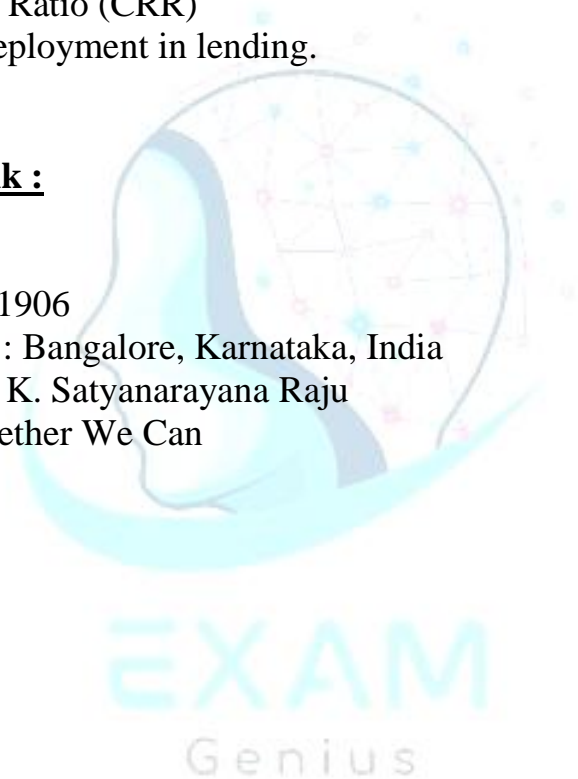 Ratio (CRR)
eployment in lending.
k :
1906
: Bangalore, Karnataka, India
K. Satyanarayana Raju
ether We Can
EXAM
Genius